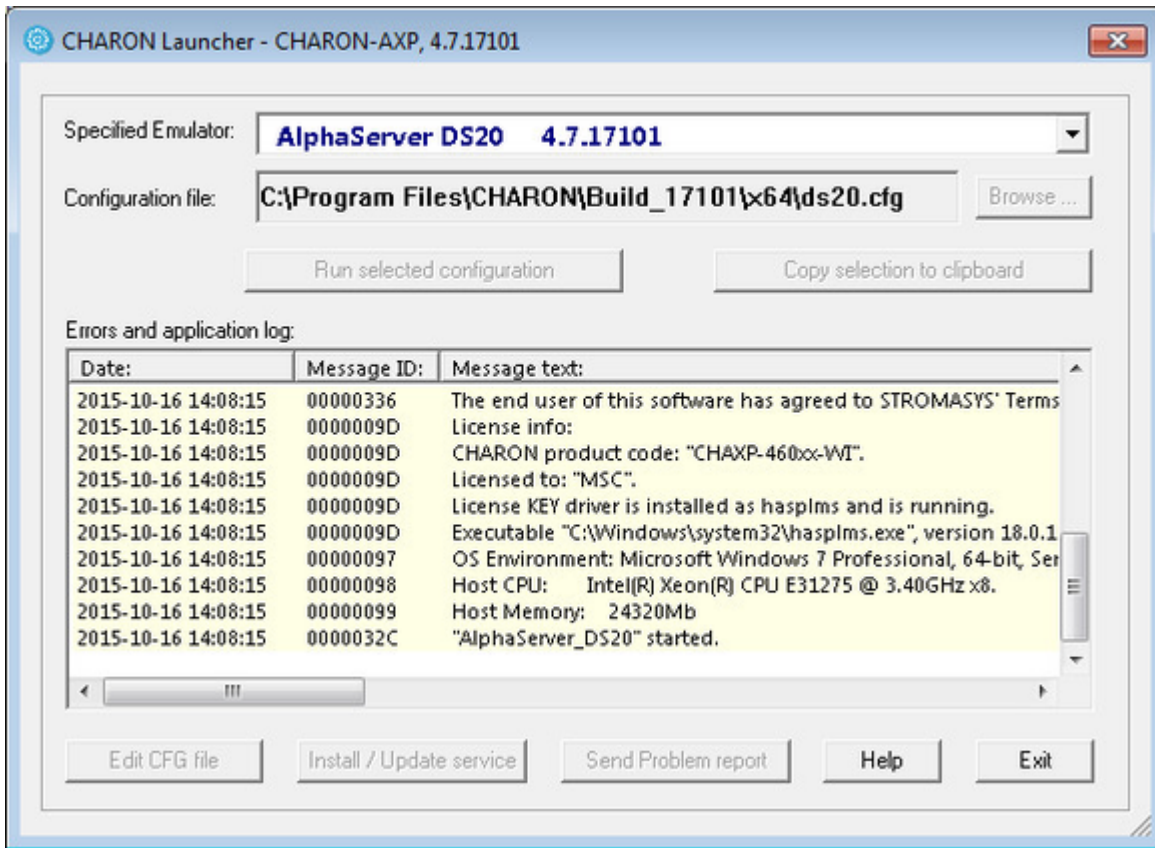 CHARON Launcher - CHARON-AXP, 4.7.17101
Specified Emulator: AlphaServer DS20 4.7.17101
Configuration file: C:\Program Files\CHARON\Build_17101\x64\ds20.cfg Browse ...
Run selected configuration Copy selection to clipboard
Errors and application log:
Date: Message ID: Message text:
2015-10-16 14:08:15 00000336 The end user of this software has agreed to STROMASYS' Terms
2015-10-16 14:08:15 0000009D License info:
2015-10-16 14:08:15 0000009D CHARON product code: "CHAXP-460xx-WI".
2015-10-16 14:08:15 0000009D Licensed to: "MSC".
2015-10-16 14:08:15 0000009D License KEY driver is installed as hasplms and is running.
2015-10-16 14:08:15 0000009D Executable "C:\Windows\system32\hasplms.exe", version 18.0.1
2015-10-16 14:08:15 00000097 OS Environment: Microsoft Windows 7 Professional, 64-bit, Ser
2015-10-16 14:08:15 00000098 Host CPU: Intel(R) Xeon(R) CPU E31275 @ 3.40GHz x8.
2015-10-16 14:08:15 00000099 Host Memory: 24320Mb
2015-10-16 14:08:15 0000032C "AlphaServer_DS20" started.
Edit CFG file Install / Update service Send Problem report Help Exit